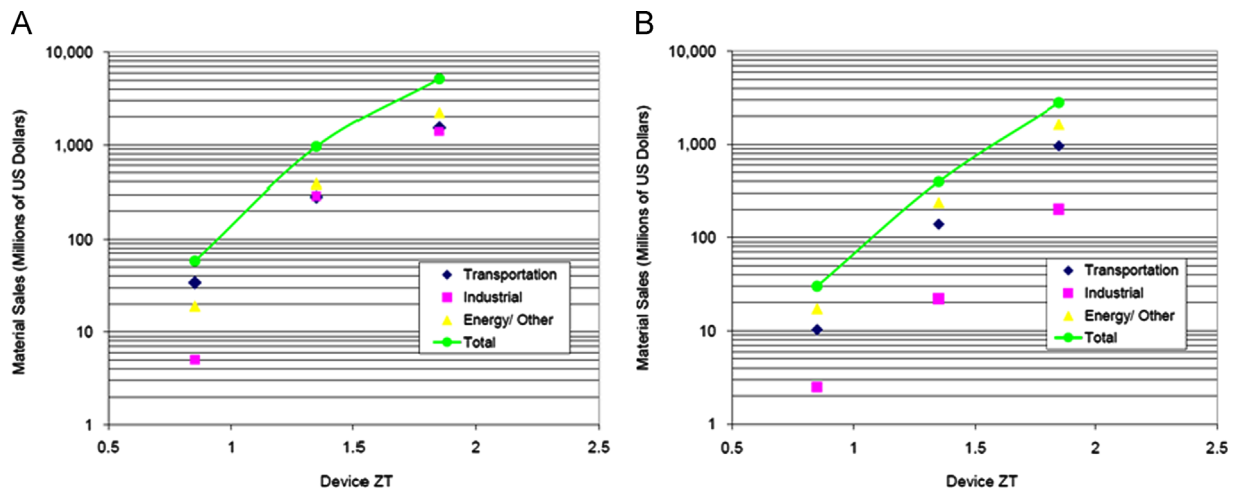 A
10,000
1,000
100
10
1
Material Sales (Millions of US Dollars)
0.5 1 1.5 2 2.5
Device ZT
Transportation
Industrial
Energy/ Other
Total
B
10,000
1,000
100
10
1
Material Sales (Millions of US Dollars)
0.5 1 1.5 2 2.5
Device ZT
Transportation
Industrial
Energy/ Other
Total